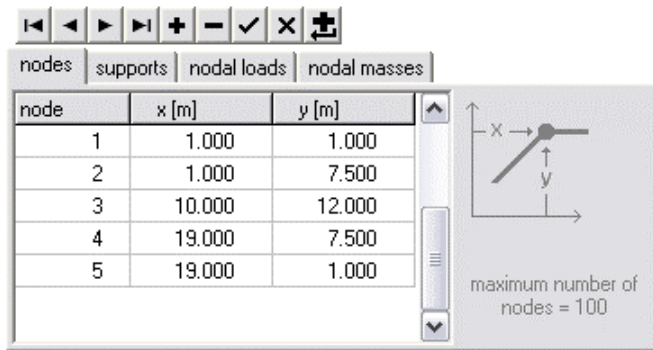 nodes supports nodal loads nodal masses
node x [m] y [m]
1 1.000 1.000
2 1.000 7.500
3 10.000 12.000
4 19.000 7.500
5 19.000 1.000
x
y
maximum number of
nodes = 100